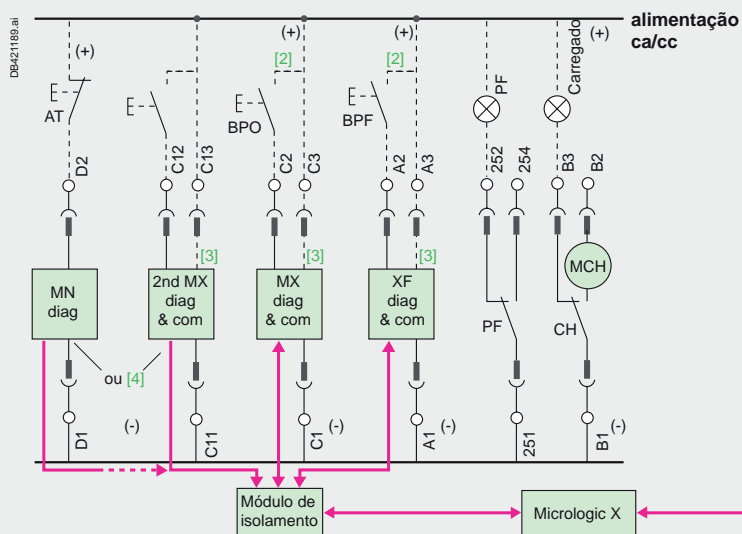 DB421189.ai
alimentação
ca/cc
(+)
(+)
(+)
(+)
[2]
[2]
AT
BPO
BPF
PF
Carregado
D2
C12
C13
C2
C3
A2
A3
252
254
B3
B2
[3]
[3]
[3]
MN
diag
2nd MX
diag
& com
MX
diag
& com
XF
diag
& com
MCH
PF
CH
ou [4]
(-)
(-)
(-)
(-)
D1
C11
C1
A1
251
B1
Módulo de
isolamento
Micrologic X